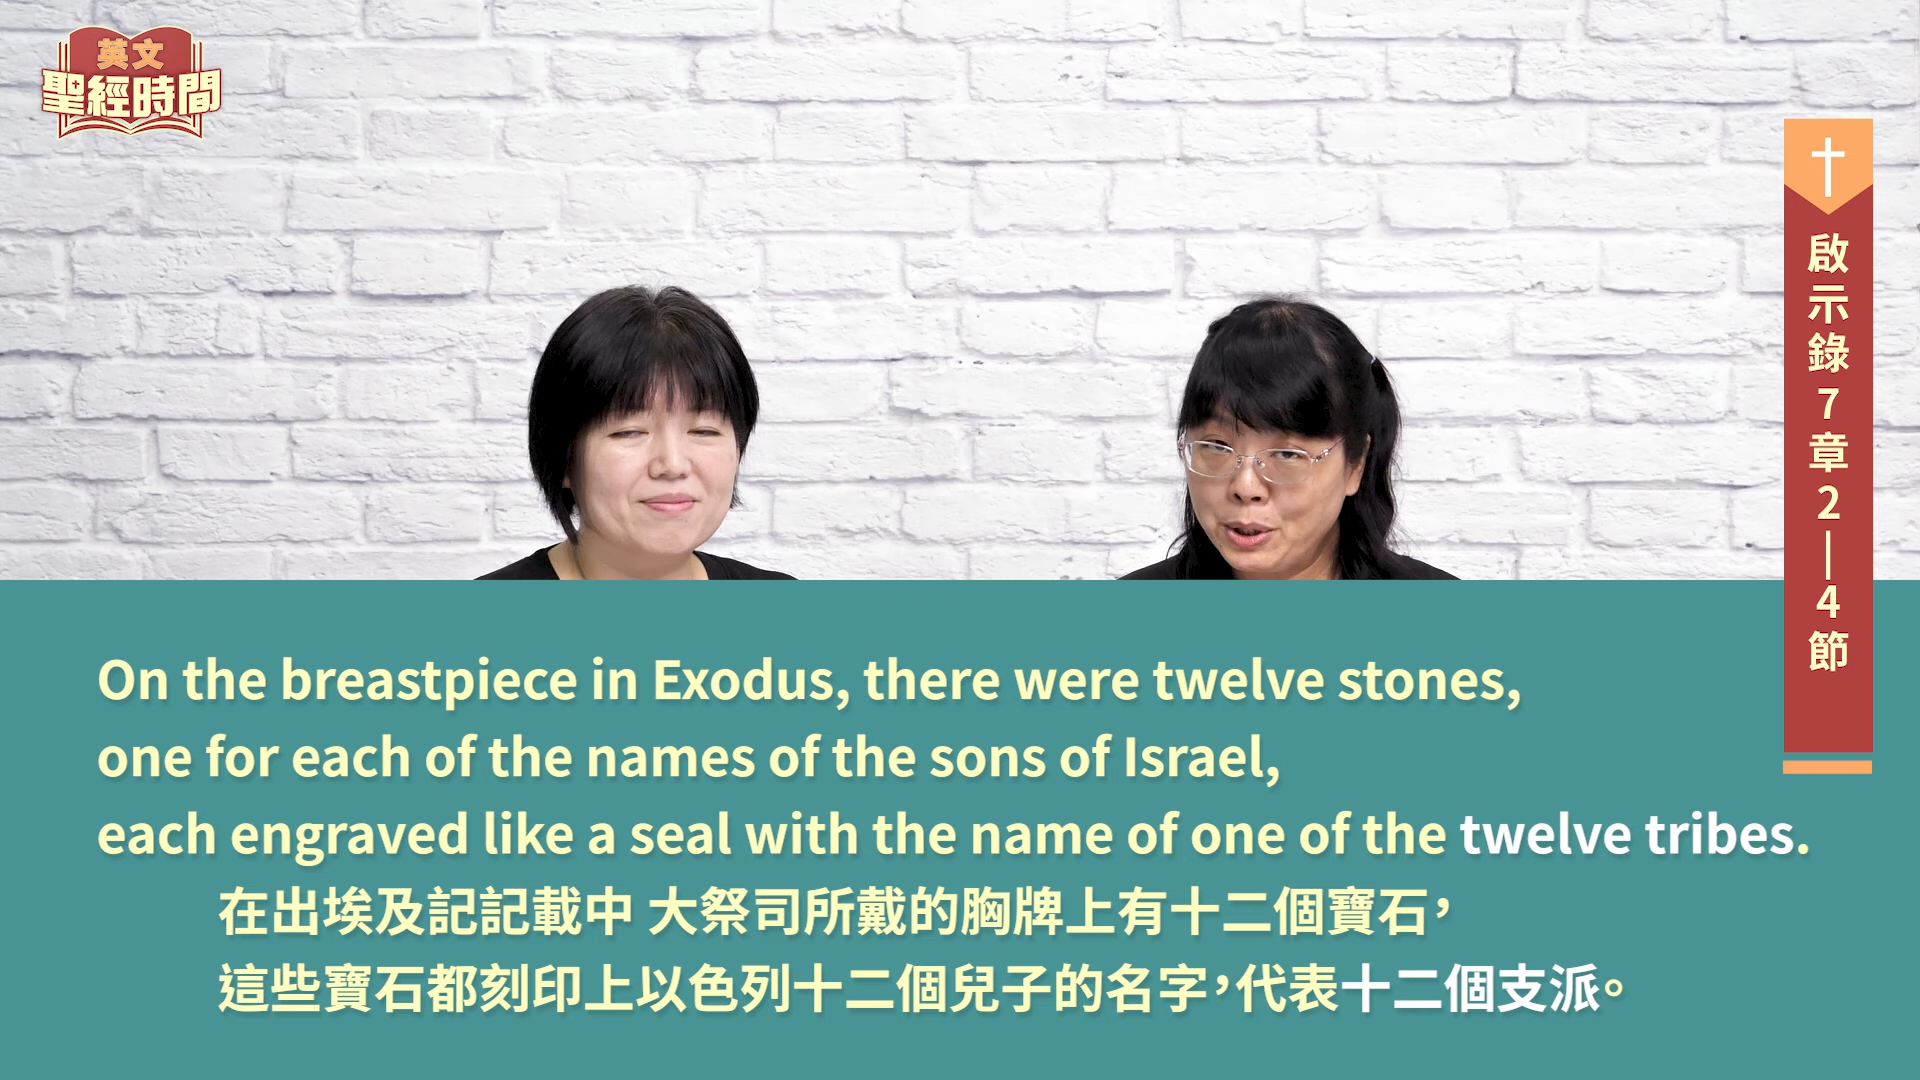 英文
聖經時間
啟示錄7章2|4節
On the breastpiece in Exodus, there were twelve stones,
one for each of the names of the sons of Israel,
each engraved like a seal with the name of one of the twelve tribes.
在出埃及記記載中 大祭司所戴的胸牌上有十二個寶石，
這些寶石都刻印上以色列十二個兒子的名字，代表十二個支派。